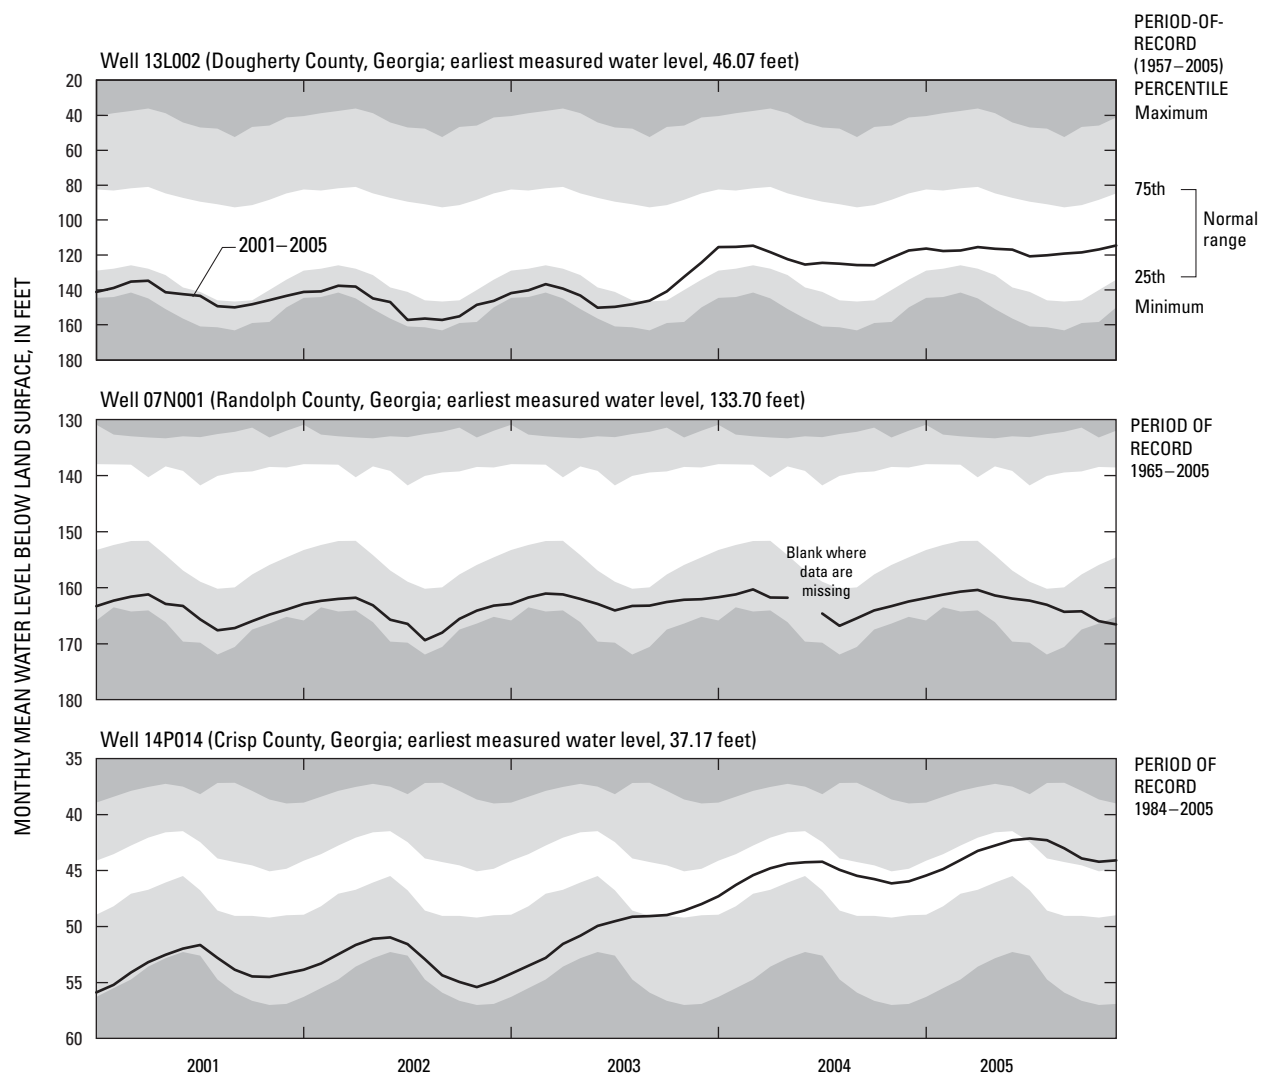 PERIOD-OF-
RECORD
(1957–2005)
PERCENTILE
Well 13L002 (Dougherty County, Georgia; earliest measured water level, 46.07 feet)
20
40
60
80
100
120
140
160
180
2001–2005
Maximum
75th
Normal
range
25th
Minimum
MONTHLY MEAN WATER LEVEL BELOW LAND SURFACE, IN FEET
Well 07N001 (Randolph County, Georgia; earliest measured water level, 133.70 feet)
130
140
150
160
170
180
Blank where
data are
missing
PERIOD OF
RECORD
1965–2005
Well 14P014 (Crisp County, Georgia; earliest measured water level, 37.17 feet)
35
40
45
50
55
60
PERIOD OF
RECORD
1984–2005
2001
2002
2003
2004
2005